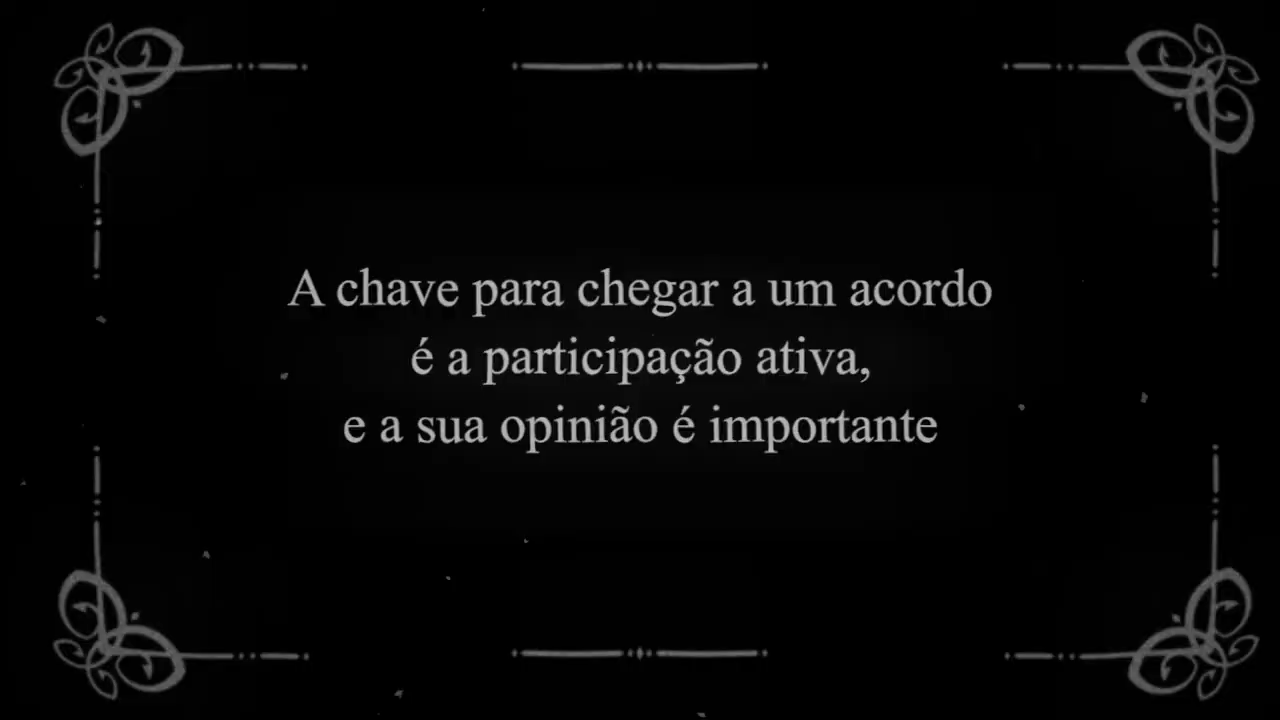 A chave para chegar a um acordo
é a participação ativa,
e a sua opinião é importante